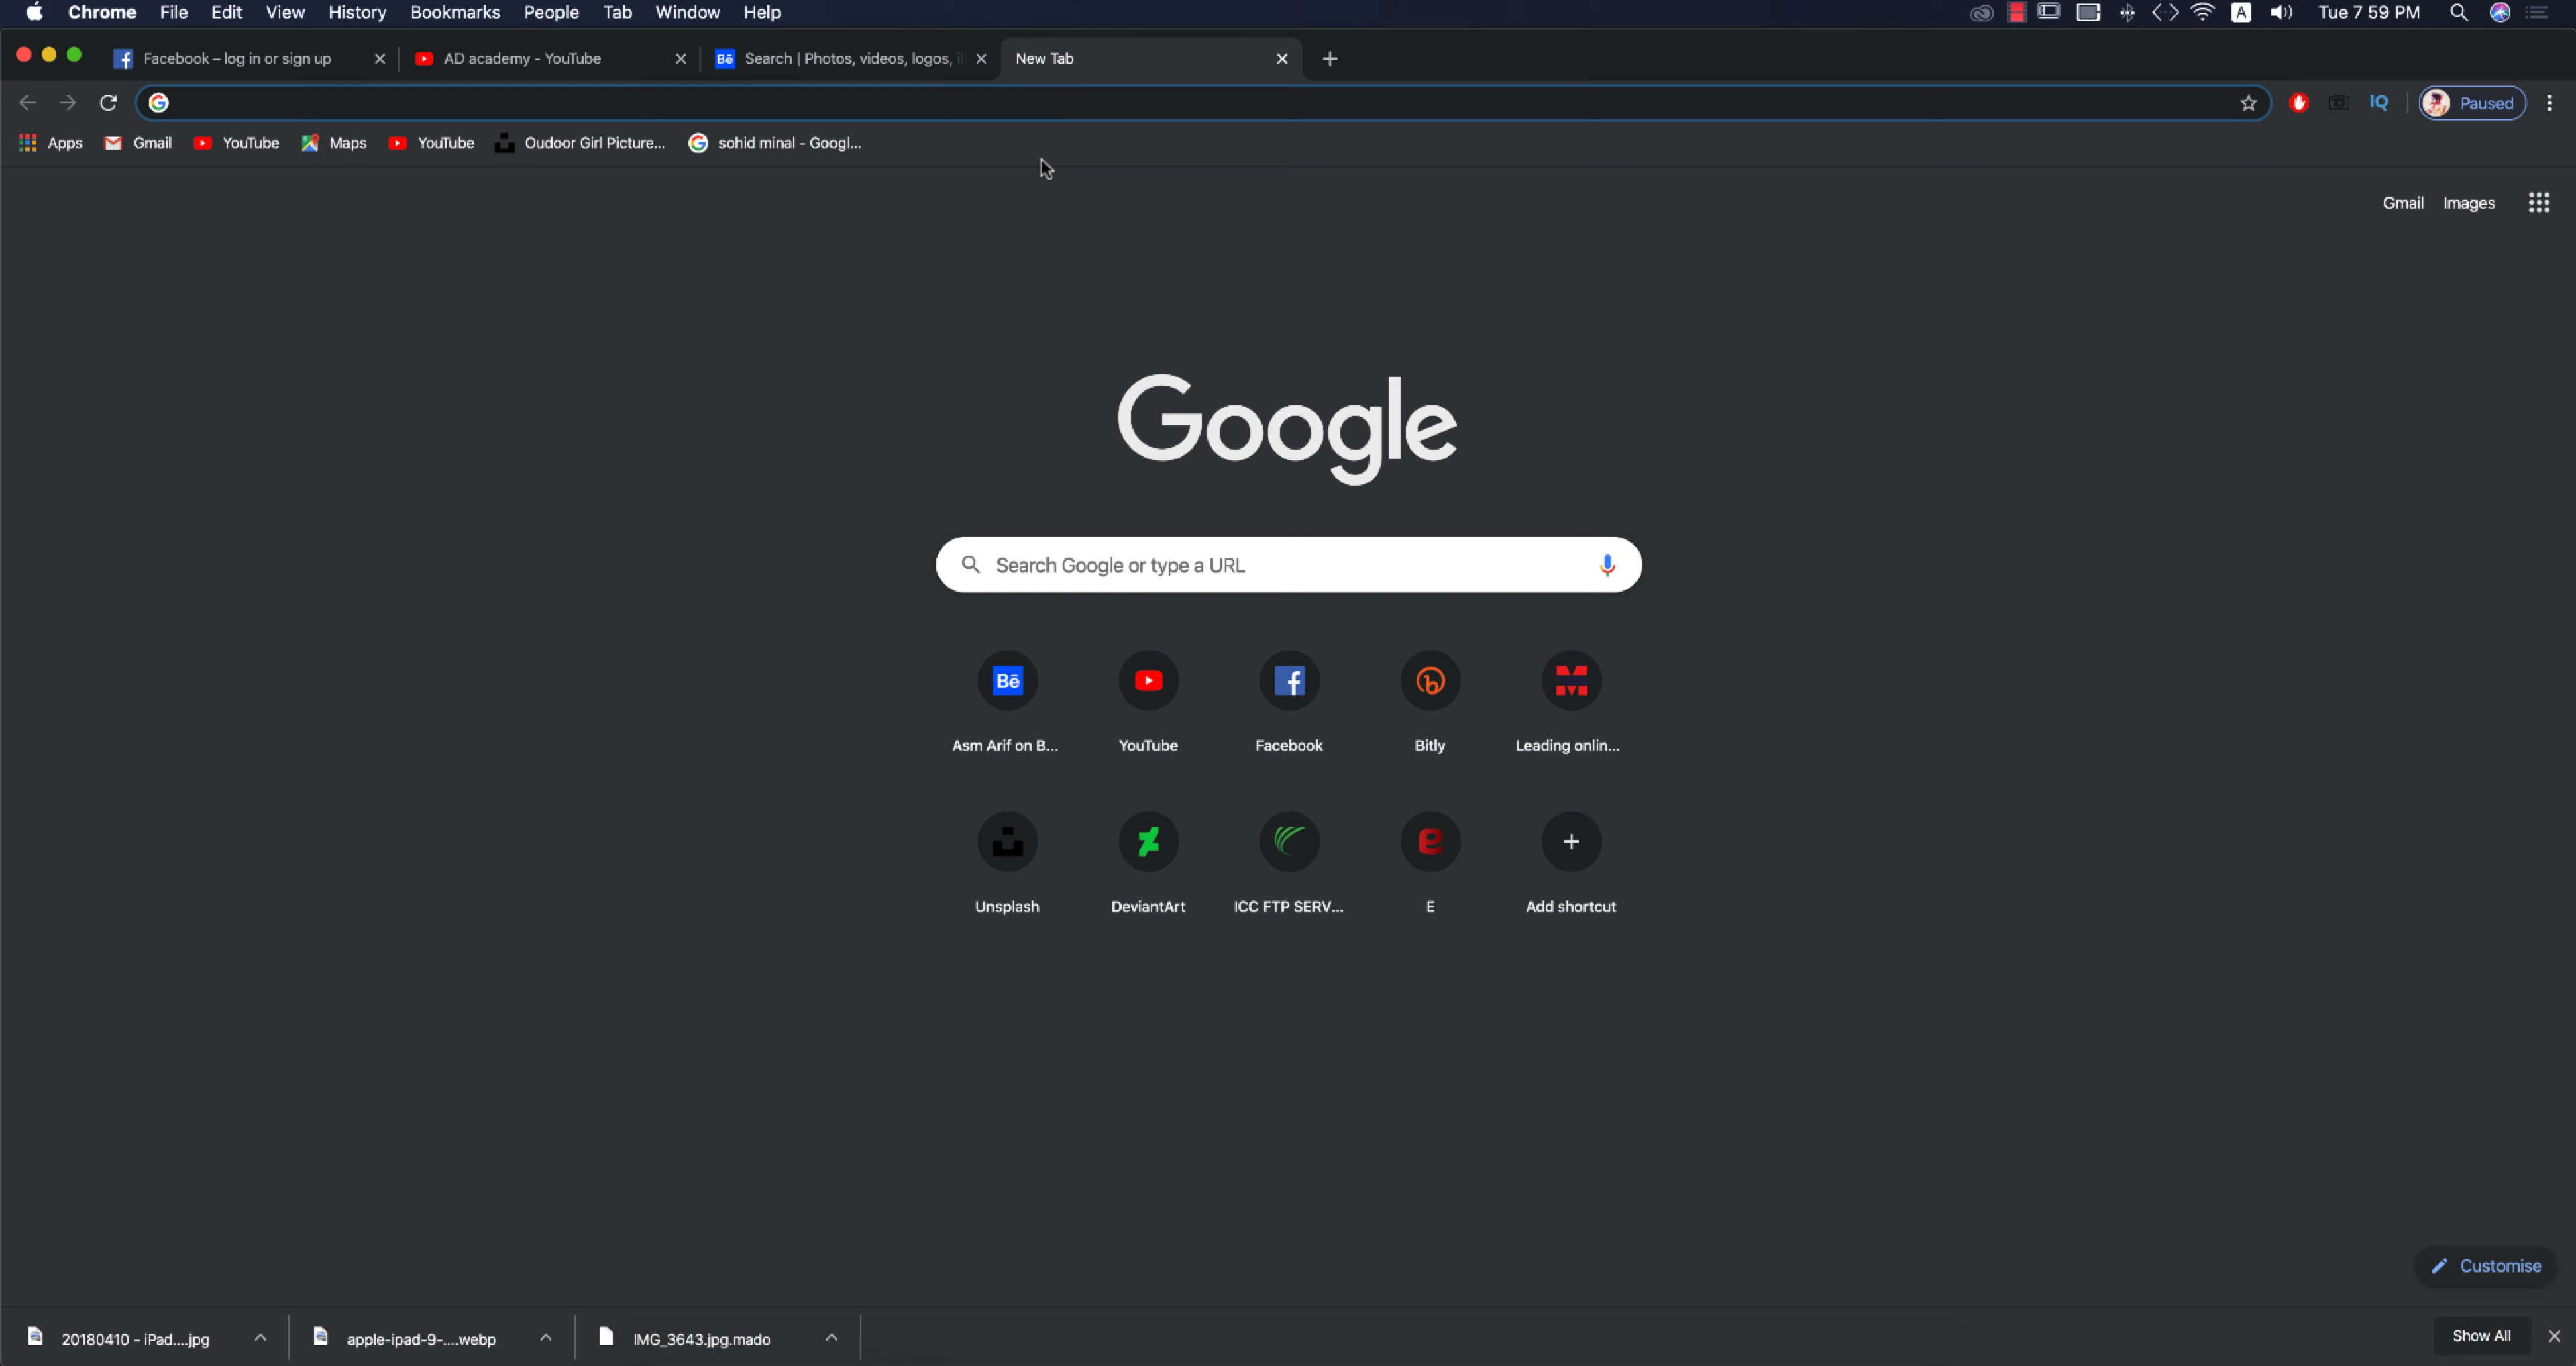 Chrome File Edit View History Bookmarks People Tab Window Help A Tue 7 59 PM
Facebook – log in or sign up AD academy - YouTube Bē Search | Photos, videos, logos, New Tab
IQ Paused
Apps Gmail YouTube Maps YouTube Oudoor Girl Picture... sohid minal - Googl...
Gmail Images
Google
Search Google or type a URL
Bē
Asm Arif on B... YouTube Facebook Bitly Leading onlin...
Unsplash DeviantArt ICC FTP SERV... E Add shortcut
Customise
20180410 - iPad....jpg apple-ipad-9-....webp IMG_3643.jpg.mado Show All